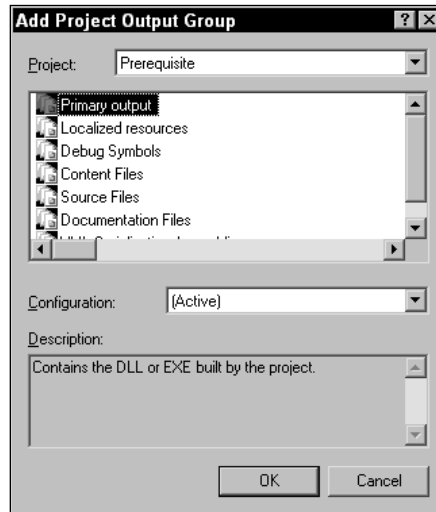 Add Project Output Group
Project: Prerequisite
Primary output
Localized resources
Debug Symbols
Content Files
Source Files
Documentation Files
Configuration: (Active)
Description:
Contains the DLL or EXE built by the project.
OK Cancel